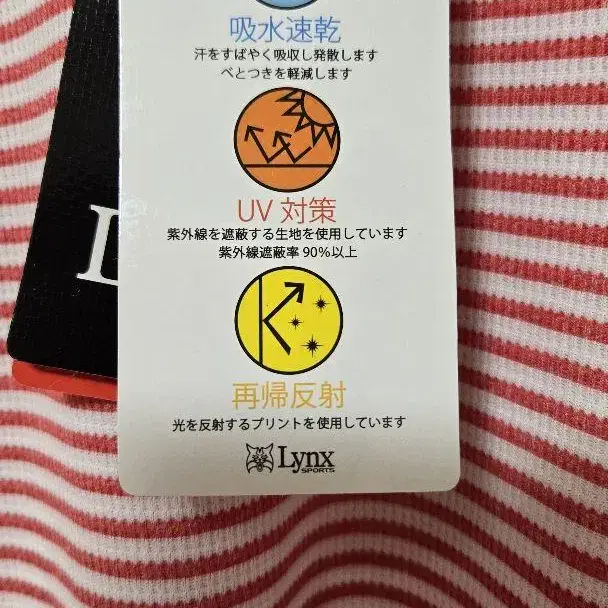 吸水速乾
汗をすばやく吸収し発散します
べとつきを軽減します
UV 対策
紫外線を遮蔽する生地を使用しています
紫外線遮蔽率 90%以上
再帰反射
光を反射するプリントを使用しています
Lynx
SPORTS